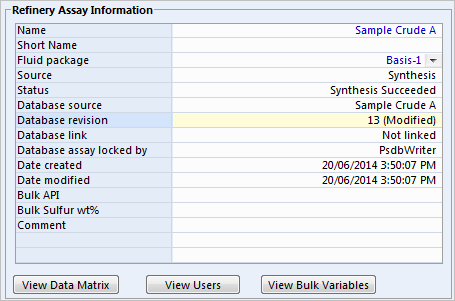 Refinery Assay Information
Name Sample Crude A
Short Name
Fluid package Basis-1
Source Synthesis
Status Synthesis Succeeded
Database source Sample Crude A
Database revision 13 (Modified)
Database link Not linked
Database assay locked by PsdbWriter
Date created 20/06/2014 3:50:07 PM
Date modified 20/06/2014 3:50:07 PM
Bulk API
Bulk Sulfur wt%
Comment
View Data Matrix View Users View Bulk Variables